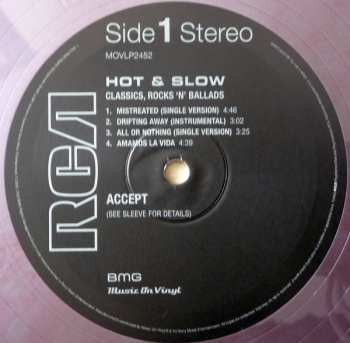 Side 1 Stereo
MOVLP2452
HOT & SLOW
CLASSICS, ROCKS 'N' BALLADS
1. MISTREATED (SINGLE VERSION) 4:46
2. DRIFTING AWAY (INSTRUMENTAL) 3:02
3. ALL OR NOTHING (SINGLE VERSION) 3:25
4. AMAMOS LA VIDA 4:39
RCA
ACCEPT
(SEE SLEEVE FOR DETAILS)
BMG
Music On Vinyl